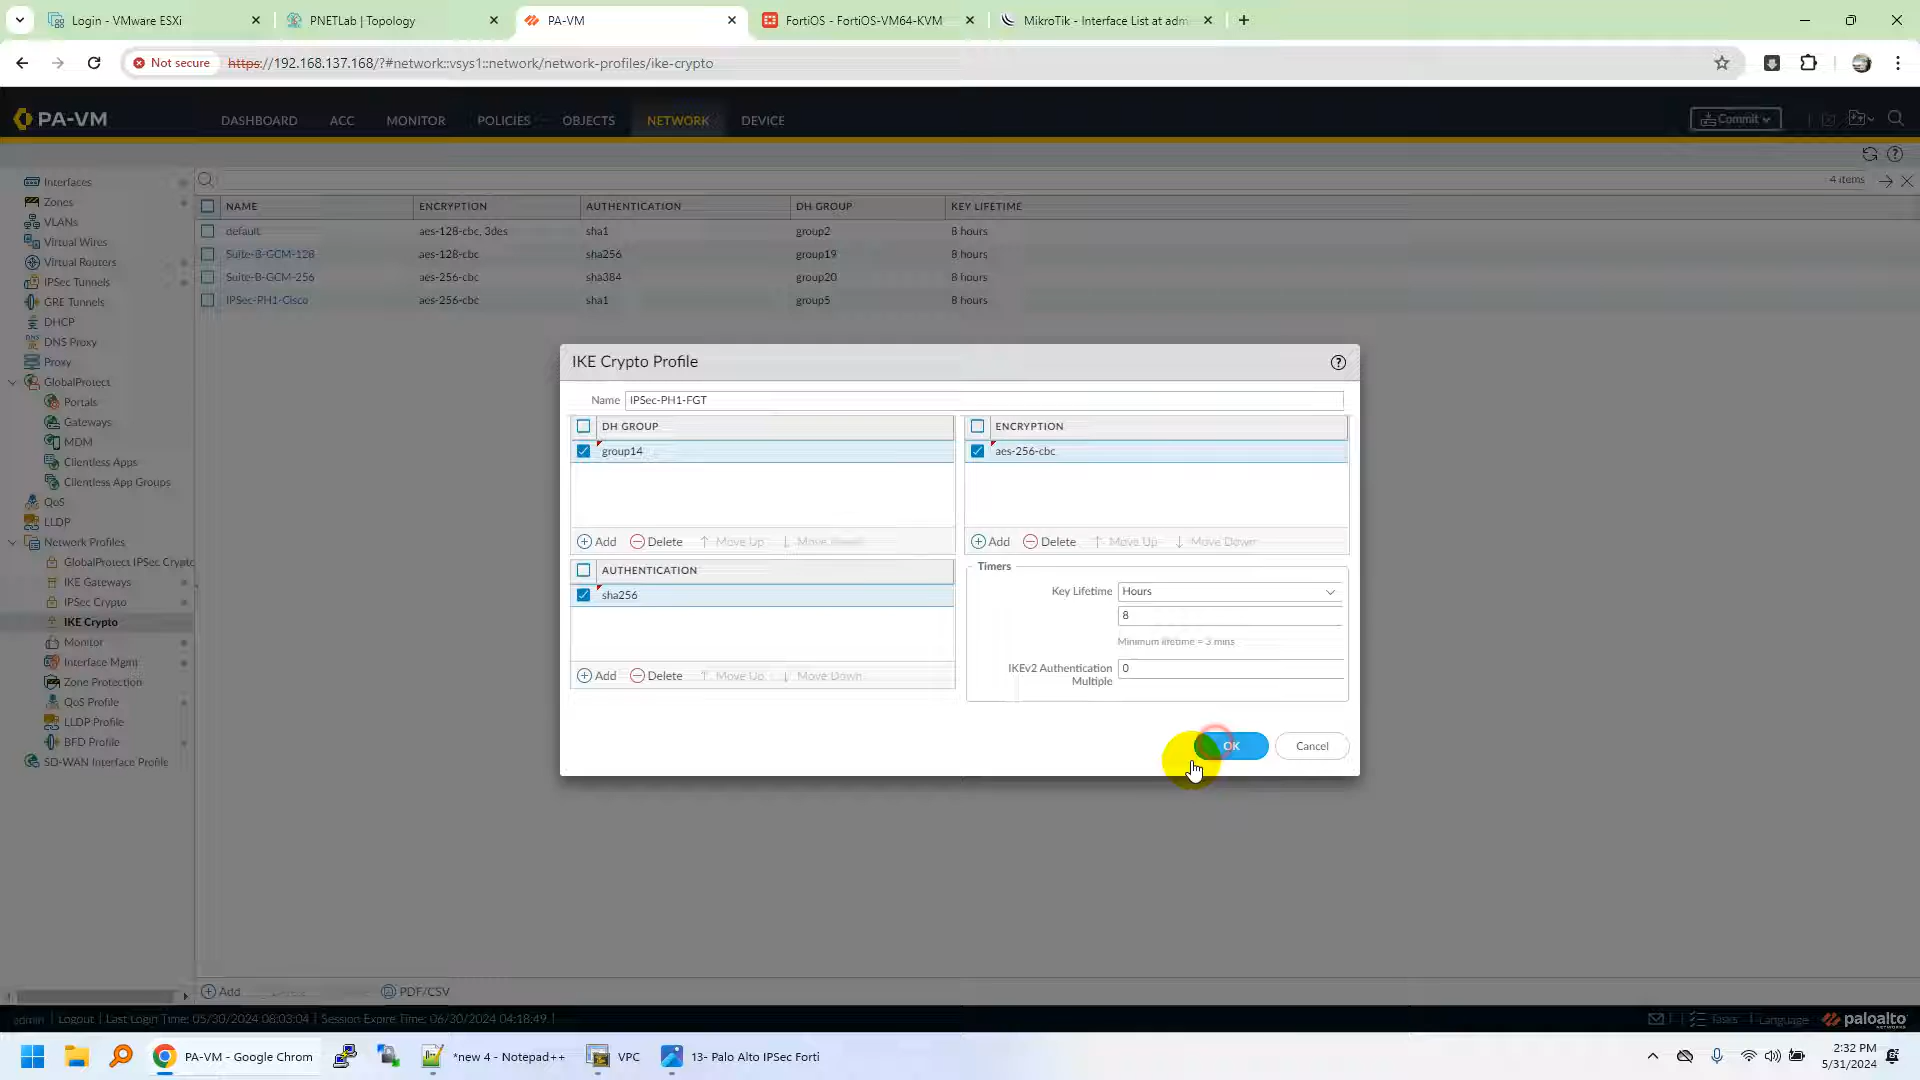 Login - VMware ESXi
PNETLab | Topology
PA-VM
FortiOS - FortiOS-VM64-KVM
MikroTik - Interface List at adm
Not secure
https://192.168.137.168/?#network::vsys1::network/network-profiles/ike-crypto
PA-VM
DASHBOARD
ACC
MONITOR
POLICIES
OBJECTS
NETWORK
DEVICE
Commit
Interfaces
Zones
VLANs
Virtual Wires
Virtual Routers
IPSec Tunnels
GRE Tunnels
DHCP
DNS Proxy
Proxy
GlobalProtect
Portals
Gateways
MDM
Clientless Apps
Clientless App Groups
QoS
LLDP
Network Profiles
GlobalProtect IPSec Crypto
IKE Gateways
IPSec Crypto
IKE Crypto
Monitor
Interface Mgmt
Zone Protection
QoS Profile
LLDP Profile
BFD Profile
SD-WAN Interface Profile
4 items
NAME ENCRYPTION AUTHENTICATION DH GROUP KEY LIFETIME
default aes-128-cbc, 3des sha1 group2 8 hours
Suite-B-GCM-128 aes-128-cbc sha256 group19 8 hours
Suite-B-GCM-256 aes-256-cbc sha384 group20 8 hours
IPSec-PH1-Cisco aes-256-cbc sha1 group5 8 hours
IKE Crypto Profile
Name IPSec-PH1-FGT
DH GROUP
group14
Add Delete Move Up Move Down
ENCRYPTION
aes-256-cbc
Add Delete Move Up Move Down
AUTHENTICATION
sha256
Add Delete Move Up Move Down
Timers
Key Lifetime Hours
8
Minimum lifetime = 3 mins
IKEv2 Authentication
Multiple
0
OK
Cancel
Add
PDF/CSV
admin | Logout | Last Login Time: 05/30/2024 08:03:04 | Session Expire Time: 06/30/2024 04:18:49 |
Tasks | Language
paloalto
NETWORKS
PA-VM - Google Chrom
*new 4 - Notepad++
VPC
13- Palo Alto IPSec Forti
2:32 PM
5/31/2024